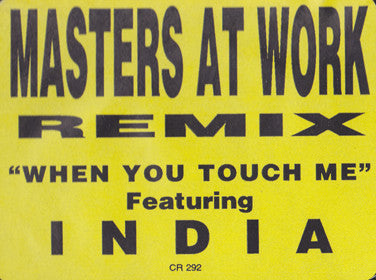 MASTERS AT WORK
REMIX
“WHEN YOU TOUCH ME”
Featuring
INDIA
CR 292